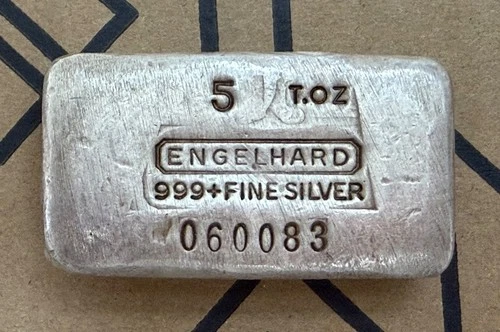 5 T.OZ
ENGELHARD
999+FINE SILVER
060083